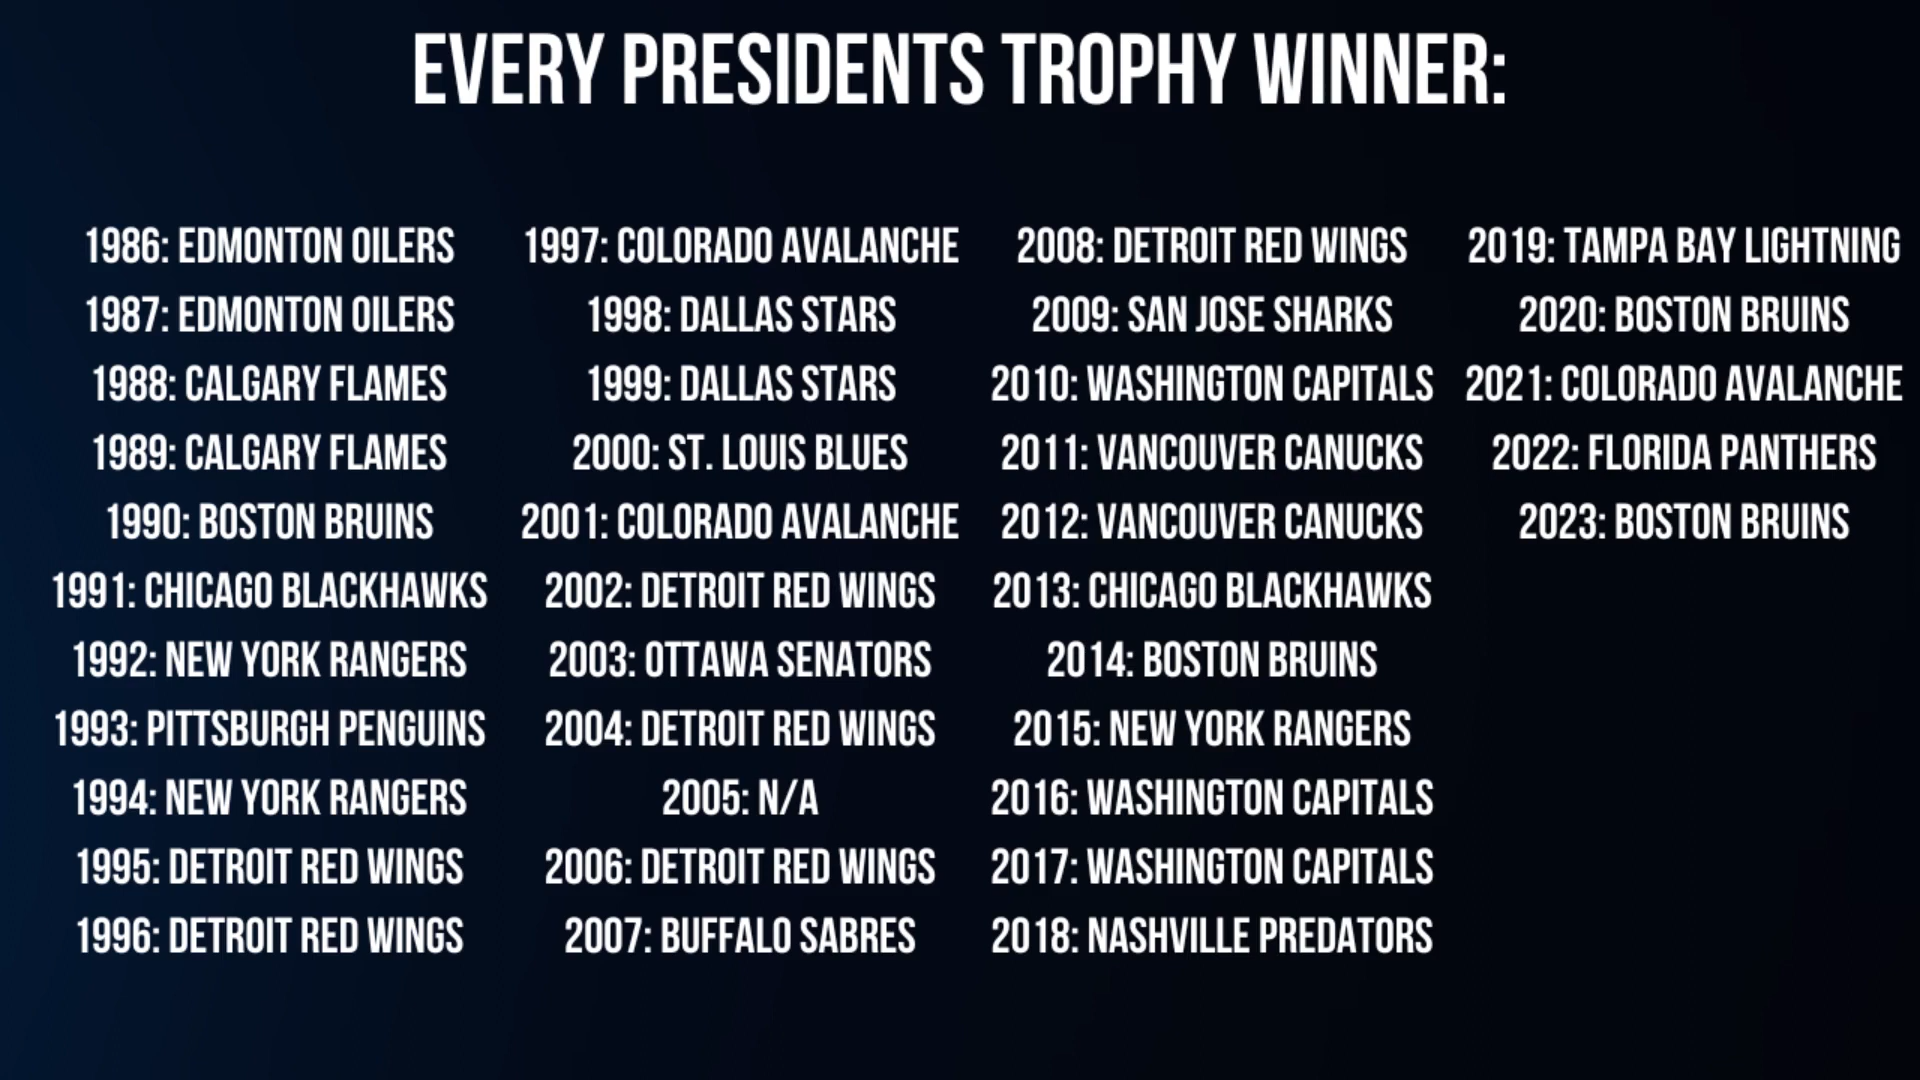 EVERY PRESIDENTS TROPHY WINNER:
1986: EDMONTON OILERS
1987: EDMONTON OILERS
1988: CALGARY FLAMES
1989: CALGARY FLAMES
1990: BOSTON BRUINS
1991: CHICAGO BLACKHAWKS
1992: NEW YORK RANGERS
1993: PITTSBURGH PENGUINS
1994: NEW YORK RANGERS
1995: DETROIT RED WINGS
1996: DETROIT RED WINGS
1997: COLORADO AVALANCHE
1998: DALLAS STARS
1999: DALLAS STARS
2000: ST. LOUIS BLUES
2001: COLORADO AVALANCHE
2002: DETROIT RED WINGS
2003: OTTAWA SENATORS
2004: DETROIT RED WINGS
2005: N/A
2006: DETROIT RED WINGS
2007: BUFFALO SABRES
2008: DETROIT RED WINGS
2009: SAN JOSE SHARKS
2010: WASHINGTON CAPITALS
2011: VANCOUVER CANUCKS
2012: VANCOUVER CANUCKS
2013: CHICAGO BLACKHAWKS
2014: BOSTON BRUINS
2015: NEW YORK RANGERS
2016: WASHINGTON CAPITALS
2017: WASHINGTON CAPITALS
2018: NASHVILLE PREDATORS
2019: TAMPA BAY LIGHTNING
2020: BOSTON BRUINS
2021: COLORADO AVALANCHE
2022: FLORIDA PANTHERS
2023: BOSTON BRUINS